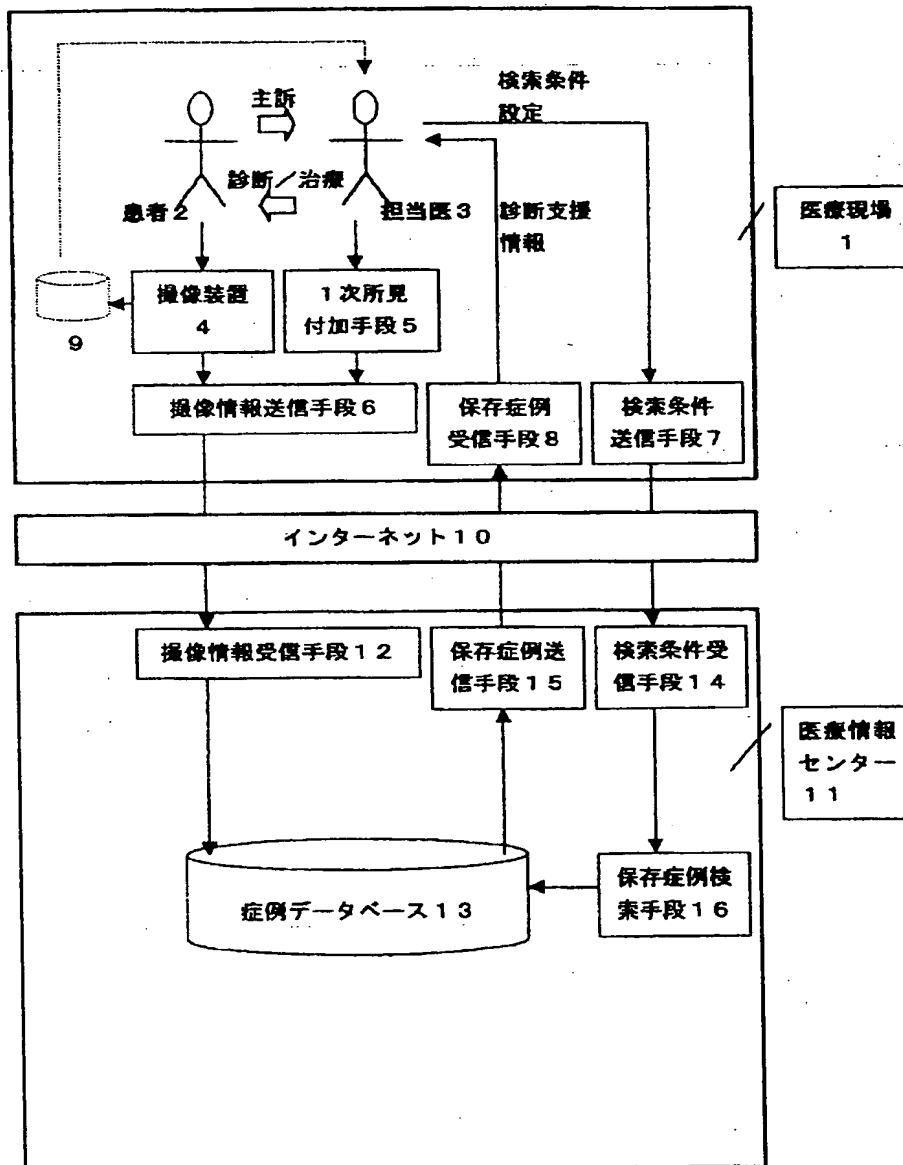 主訴
検索条件
設定
診断／治療
患者２
担当医３
診断支援
情報
医療現場
１
撮像装置
４
１次所見
付加手段５
９
撮像情報送信手段６
保存症例
受信手段８
検索条件
送信手段７
インターネット１０
撮像情報受信手段１２
保存症例送
信手段１５
検索条件受
信手段１４
医療情報
センター
１１
症例データベース１３
保存症例検
索手段１６